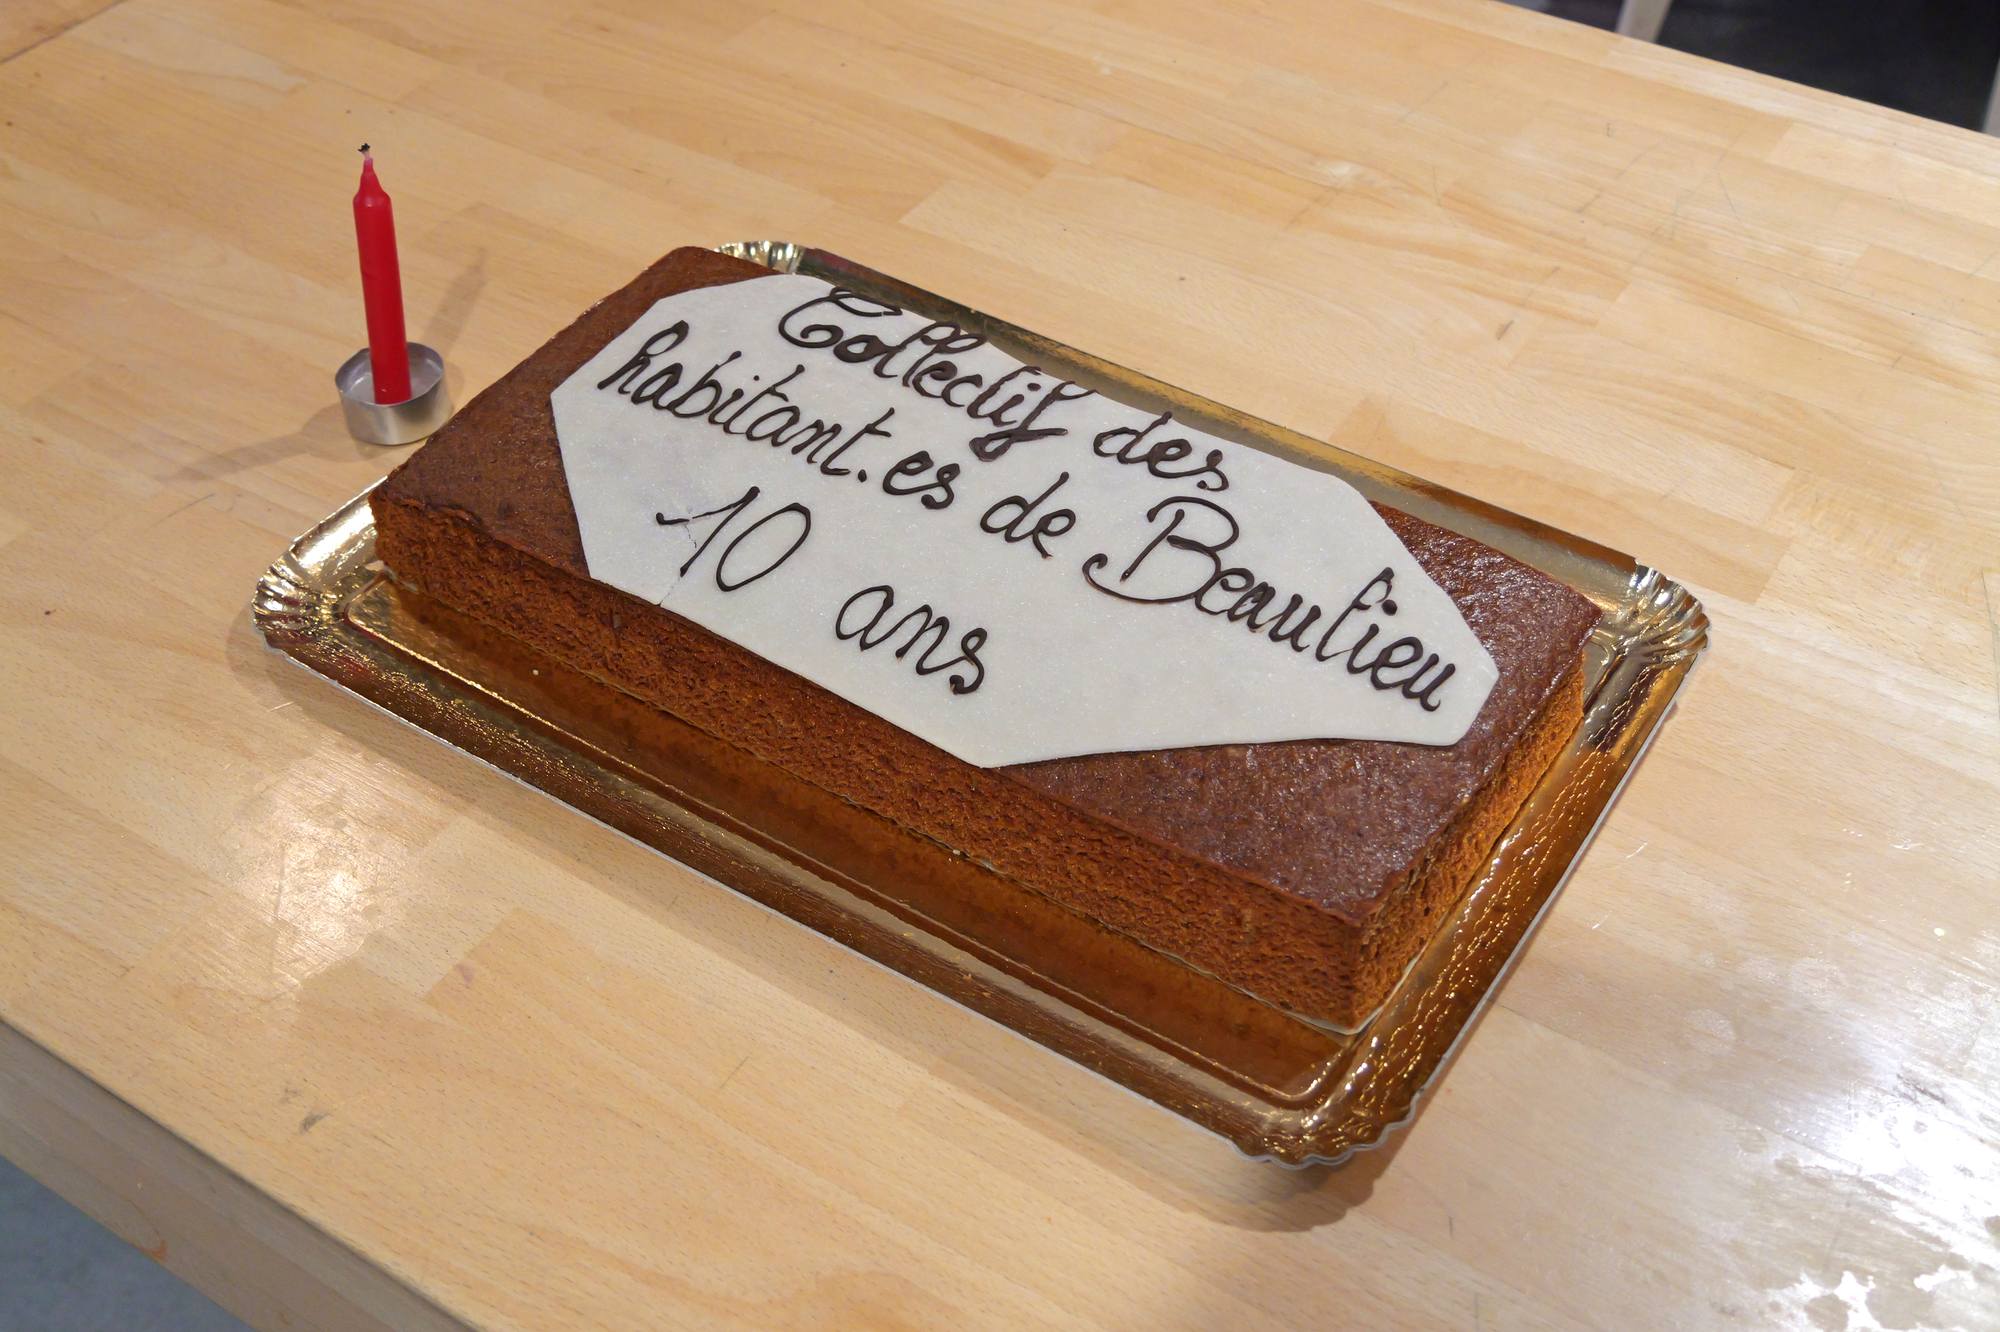 Collectif des
habitant.es de Beaulieu
10 ans